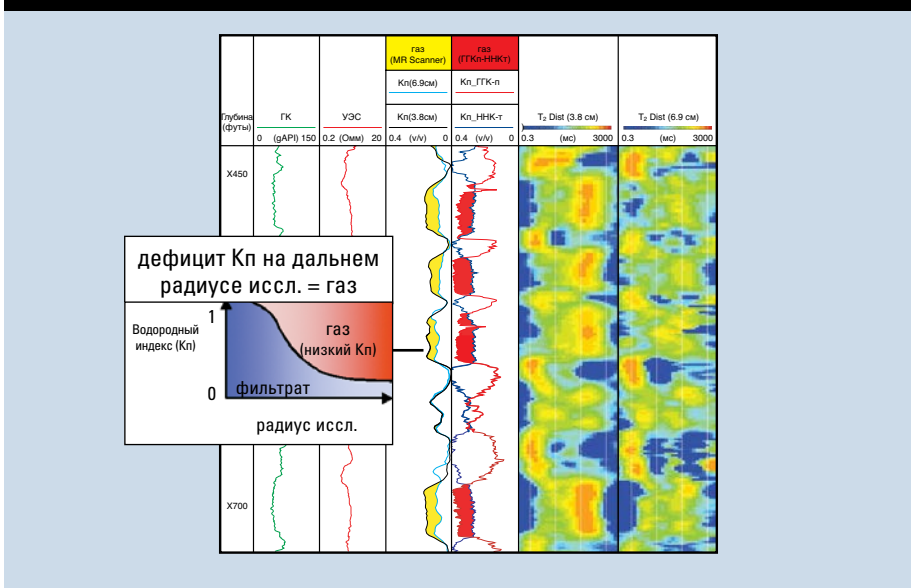 газ
(MR Scanner)
газ
(ГГКп-ННКт)
Кп(6.9см)
Кп_ГГК-п
Глубина
(футы)
ГК
УЭС
Кп(3.8см)
Кп_ННК-т
T₂ Dist (3.8 см)
T₂ Dist (6.9 см)
0 (gAPI) 150
0.2 (Омм) 20
0.4 (v/v) 0
0.4 (v/v) 0
0.3 (мс) 3000
0.3 (мс) 3000
X450
дефицит Кп на дальнем
радиусе иссл. = газ
Водородный
индекс (Кп)
1
газ
(низкий Кп)
0
фильтрат
радиус иссл.
X700